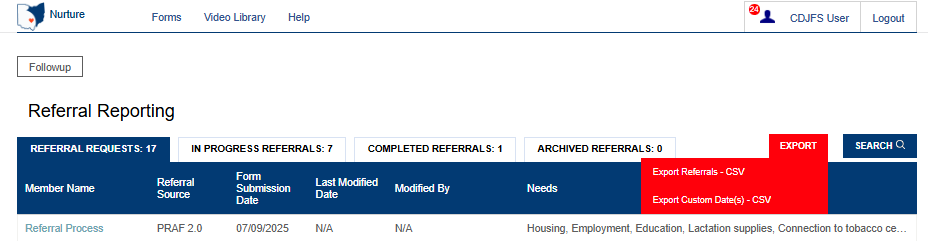 Nurture
Forms
Video Library
Help
24
CDJFS User
Logout
Followup
Referral Reporting
REFERRAL REQUESTS: 17
IN PROGRESS REFERRALS: 7
COMPLETED REFERRALS: 1
ARCHIVED REFERRALS: 0
EXPORT
SEARCH
Export Referrals - CSV
Export Custom Date(s) - CSV
Member Name
Referral
Source
Form
Submission
Date
Last Modified
Date
Modified By
Needs
Referral Process
PRAF 2.0
07/09/2025
N/A
N/A
Housing, Employment, Education, Lactation supplies, Connection to tobacco ce...